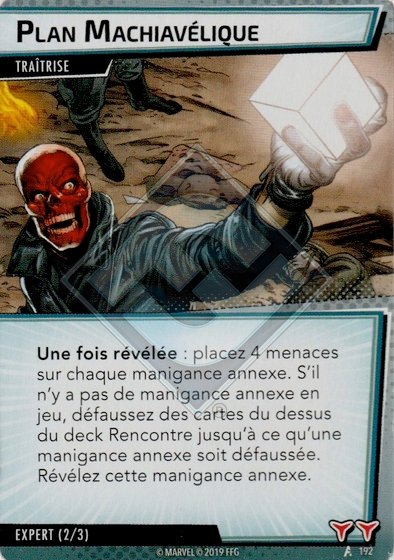 Plan Machiavélique
TRAÎTRISE
Une fois révélée : placez 4 menaces
sur chaque manigance annexe. S'il
n'y a pas de manigance annexe en
jeu, défaussez des cartes du dessus
du deck Rencontre jusqu'à ce qu'une
manigance annexe soit défaussée.
Révélez cette manigance annexe.
EXPERT (2/3)
© MARVEL © 2019 FFG
A 192